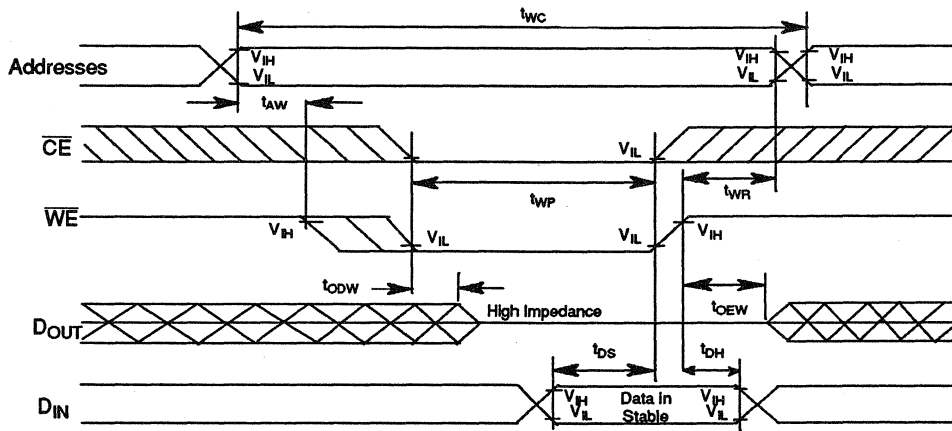 tWC
Addresses
VIH
VIL
VIH
VIL
VIH
VIL
tAW
CE
VIL
tWP
tWR
WE
VIH
VIL
VIL
VIH
tODW
tOEW
DOUT
High Impedance
tDS
tDH
DIN
VIH
VIL
Data in
Stable
VIH
VIL